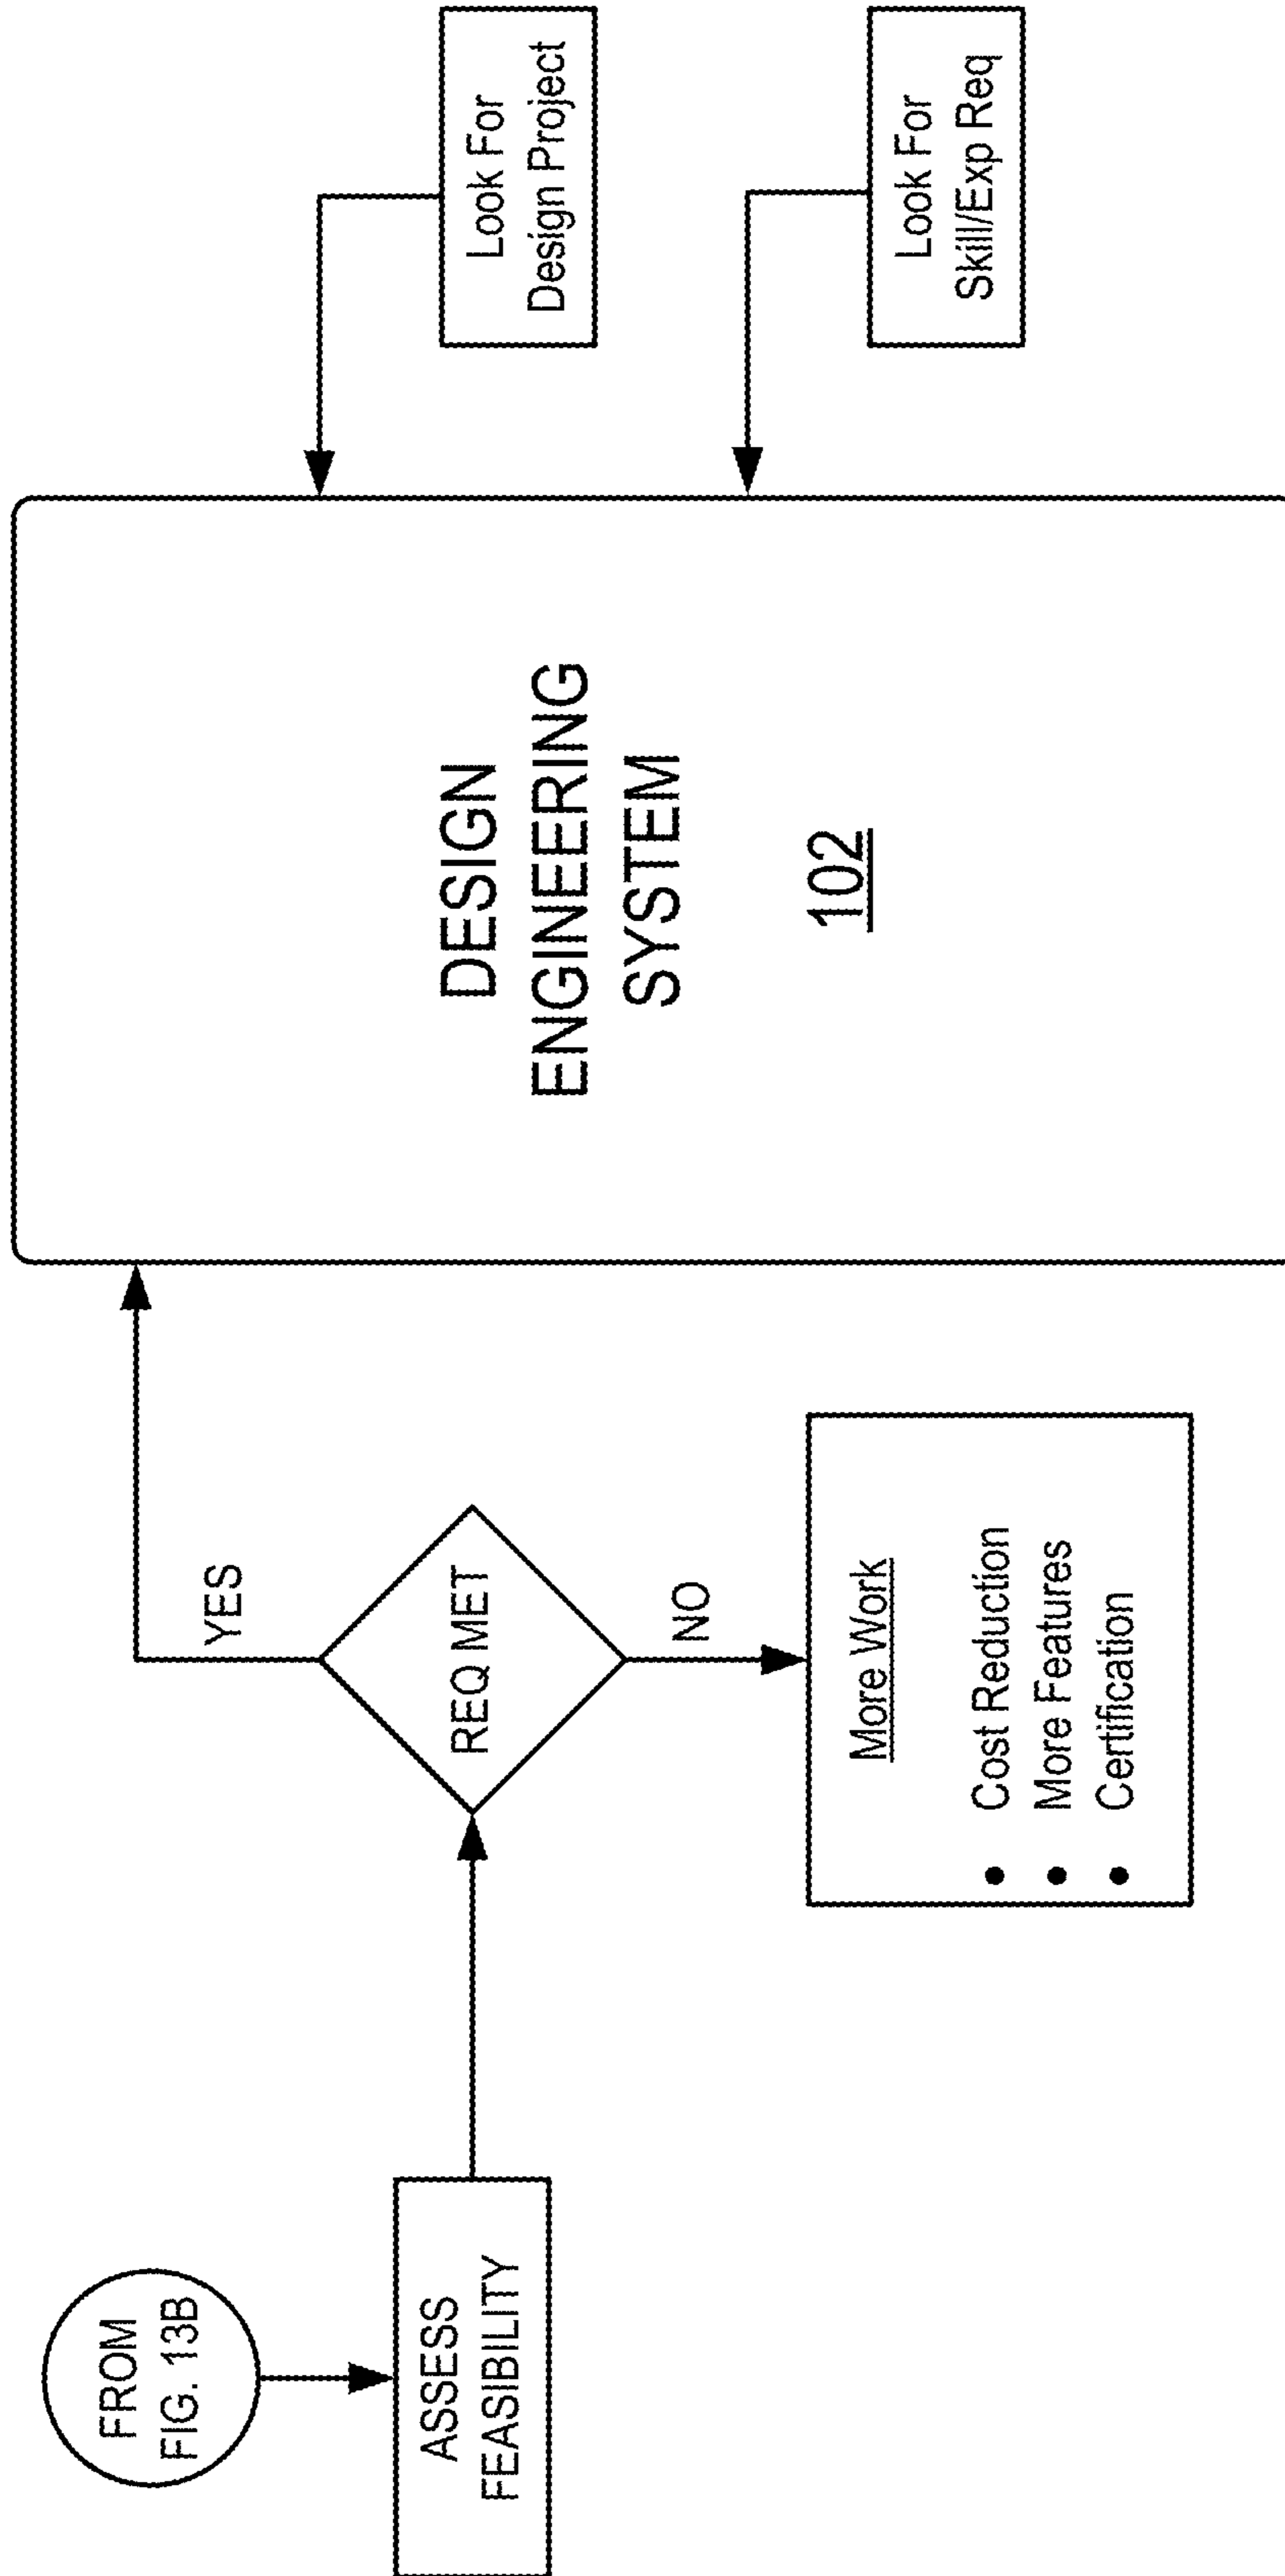 FROM
FIG. 13B
ASSESS
FEASIBILITY
REQ MET
YES
NO
More Work
• Cost Reduction
• More Features
• Certification
DESIGN
ENGINEERING
SYSTEM
102
Look For
Design Project
Look For
Skill/Exp Req